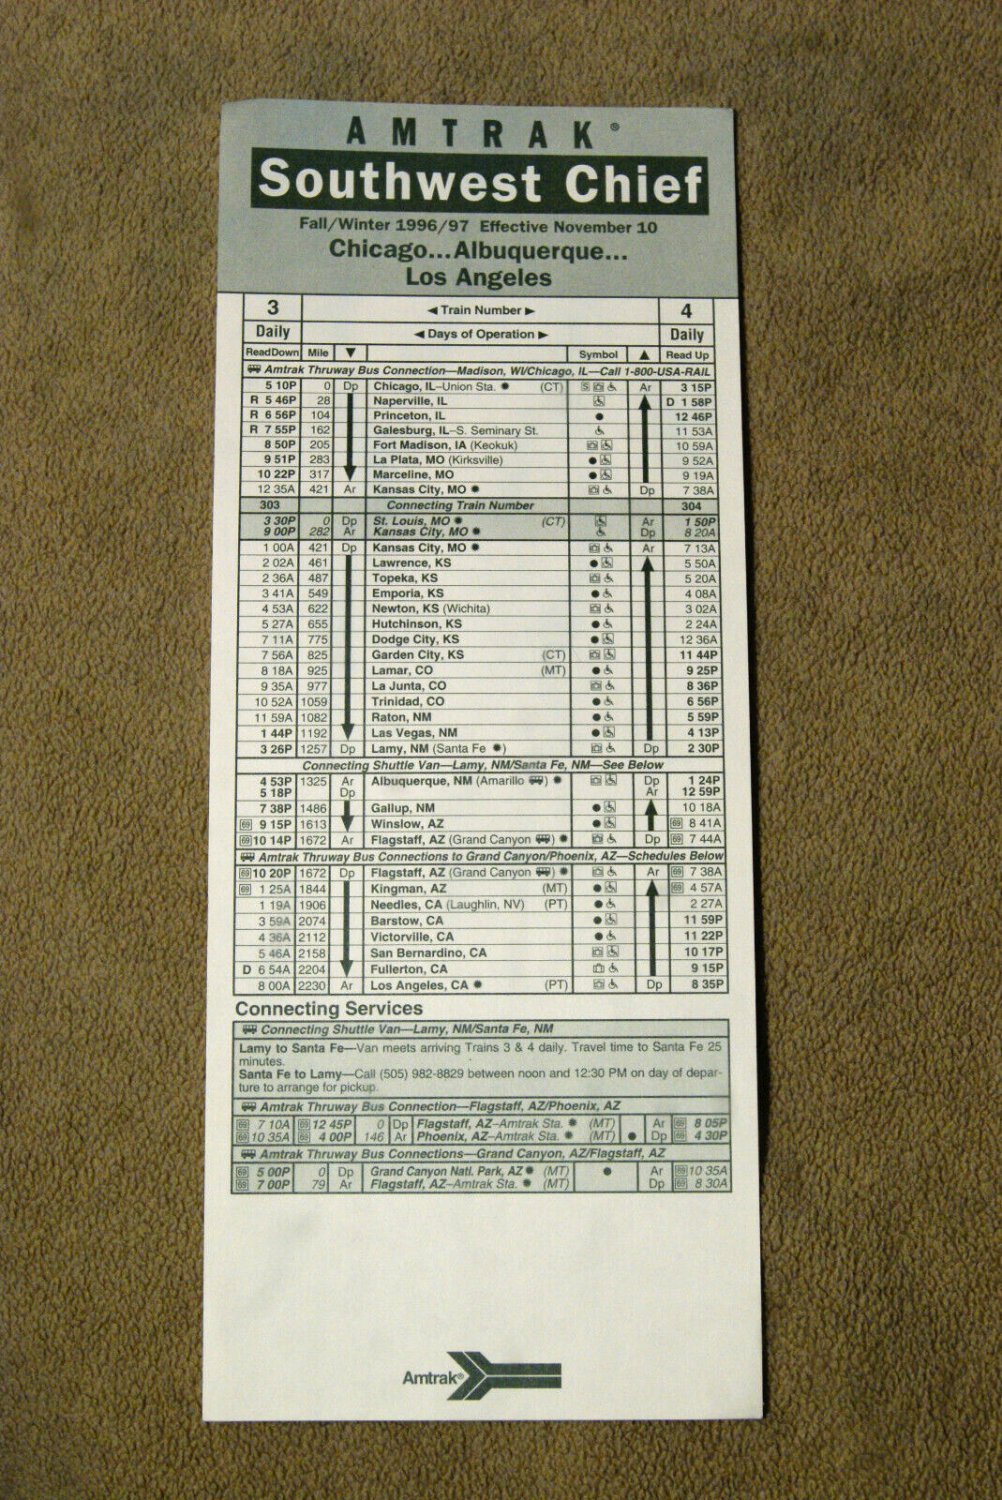 AMTRAK®
Southwest Chief
Fall/Winter 1996/97 Effective November 10
Chicago...Albuquerque...
Los Angeles
3 ◄ Train Number ► 4
Daily ◄ Days of Operation ► Daily
Read Down Mile ▼ Symbol ▲ Read Up
Amtrak Thruway Bus Connection—Madison, WI/Chicago, IL—Call 1-800-USA-RAIL
5 10P 0 Dp Chicago, IL–Union Sta. ✸ (CT) S Ar 3 15P
R 5 46P 28 Naperville, IL D 1 58P
R 6 56P 104 Princeton, IL ● 12 46P
R 7 55P 162 Galesburg, IL–S. Seminary St. 11 53A
8 50P 205 Fort Madison, IA (Keokuk) 10 59A
9 51P 283 La Plata, MO (Kirksville) ● 9 52A
10 22P 317 Marceline, MO ● 9 19A
12 35A 421 Ar Kansas City, MO ✸ Dp 7 38A
303 Connecting Train Number 304
3 30P 0 Dp St. Louis, MO ✸ (CT) Ar 1 50P
9 00P 282 Ar Kansas City, MO ✸ Dp 8 20A
1 00A 421 Dp Kansas City, MO ✸ Ar 7 13A
2 02A 461 Lawrence, KS ● 5 50A
2 36A 487 Topeka, KS 5 20A
3 41A 549 Emporia, KS ● 4 08A
4 53A 622 Newton, KS (Wichita) 3 02A
5 27A 655 Hutchinson, KS ● 2 24A
7 11A 775 Dodge City, KS ● 12 36A
7 56A 825 Garden City, KS (CT) 11 44P
8 18A 925 Lamar, CO (MT) ● 9 25P
9 35A 977 La Junta, CO 8 36P
10 52A 1059 Trinidad, CO ● 6 56P
11 59A 1082 Raton, NM ● 5 59P
1 44P 1192 Las Vegas, NM ● 4 13P
3 26P 1257 Dp Lamy, NM (Santa Fe ✸) Dp 2 30P
Connecting Shuttle Van—Lamy, NM/Santa Fe, NM—See Below
4 53P 1325 Ar Albuquerque, NM (Amarillo ) ✸ Dp 1 24P
5 18P Dp Ar 12 59P
7 38P 1486 Gallup, NM ● 10 18A
69 9 15P 1613 Winslow, AZ ● 69 8 41A
69 10 14P 1672 Ar Flagstaff, AZ (Grand Canyon ) ✸ Dp 69 7 44A
Amtrak Thruway Bus Connections to Grand Canyon/Phoenix, AZ—Schedules Below
69 10 20P 1672 Dp Flagstaff, AZ (Grand Canyon ) ✸ Ar 69 7 38A
69 1 25A 1844 Kingman, AZ (MT) ● 69 4 57A
1 19A 1906 Needles, CA (Laughlin, NV) (PT) ● 2 27A
3 59A 2074 Barstow, CA ● 11 59P
4 36A 2112 Victorville, CA ● 11 22P
5 46A 2158 San Bernardino, CA 10 17P
D 6 54A 2204 Fullerton, CA 9 15P
8 00A 2230 Ar Los Angeles, CA ✸ (PT) Dp 8 35P
Connecting Services
Connecting Shuttle Van—Lamy, NM/Santa Fe, NM
Lamy to Santa Fe—Van meets arriving Trains 3 & 4 daily. Travel time to Santa Fe 25
minutes.
Santa Fe to Lamy—Call (505) 982-8829 between noon and 12:30 PM on day of depar-
ture to arrange for pickup.
Amtrak Thruway Bus Connection—Flagstaff, AZ/Phoenix, AZ
69 7 10A 69 12 45P 0 Dp Flagstaff, AZ–Amtrak Sta. ✸ (MT) Ar 69 8 05P
69 10 35A 69 4 00P 146 Ar Phoenix, AZ–Amtrak Sta. ✸ (MT) ● Dp 69 4 30P
Amtrak Thruway Bus Connections—Grand Canyon, AZ/Flagstaff, AZ
69 5 00P 0 Dp Grand Canyon Natl. Park, AZ ✸ (MT) ● Ar 69 10 35A
69 7 00P 79 Ar Flagstaff, AZ–Amtrak Sta. ✸ (MT) Dp 69 8 30A
Amtrak®